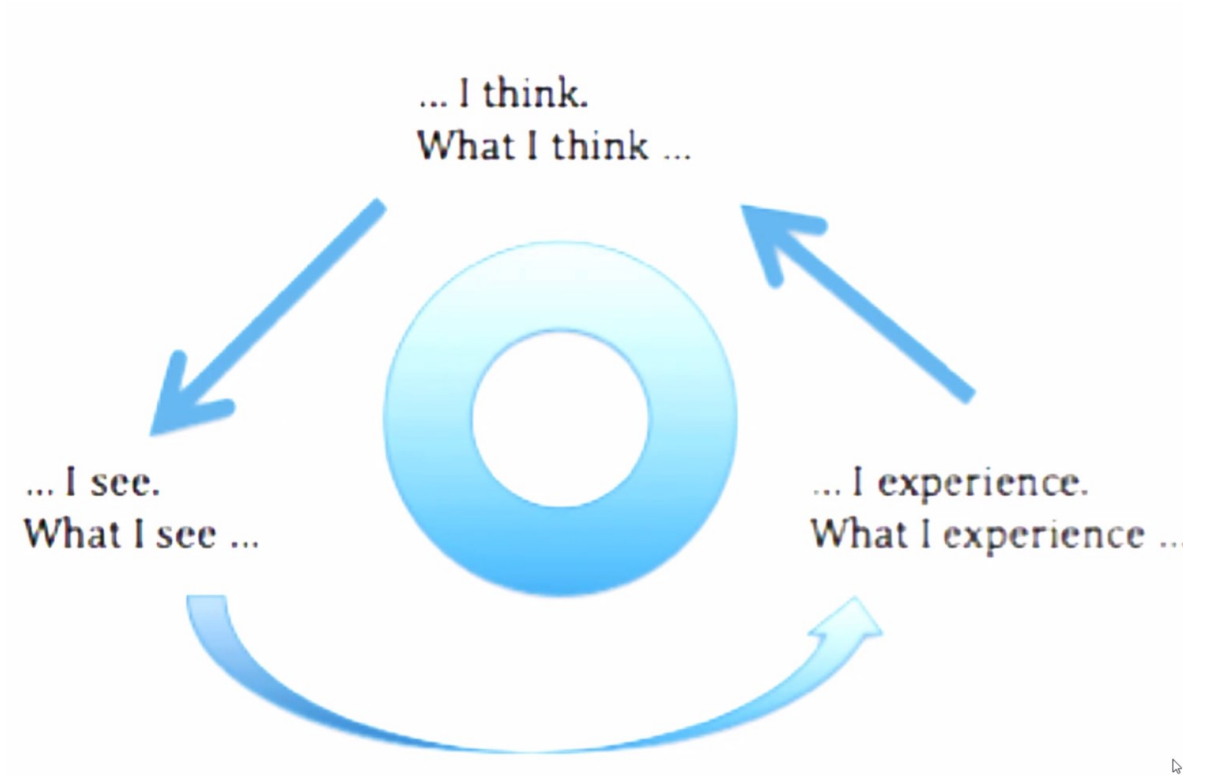 ... I think.
What I think ...
... I see.
What I see ...
... I experience.
What I experience ...